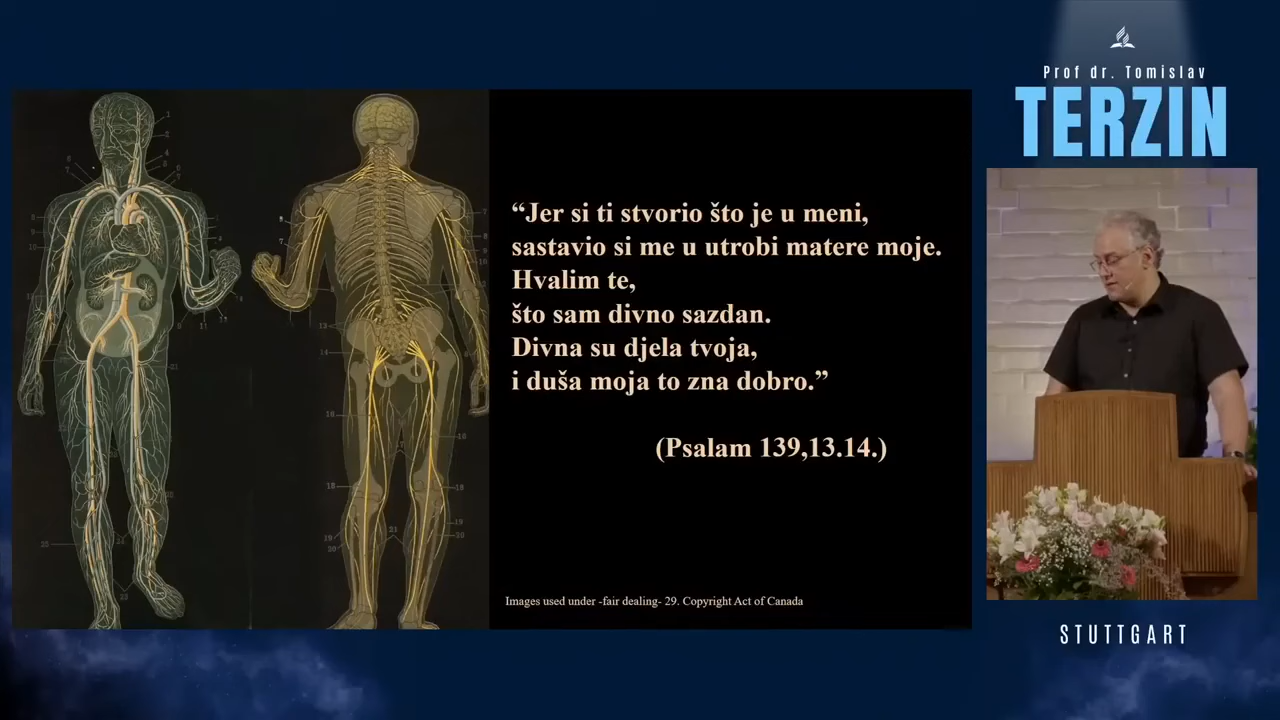 “Jer si ti stvorio što je u meni,
sastavio si me u utrobi matere moje.
Hvalim te,
što sam divno sazdan.
Divna su djela tvoja,
i duša moja to zna dobro.”
(Psalam 139,13.14.)
Images used under -fair dealing- 29. Copyright Act of Canada
Prof dr. Tomislav
TERZIN
STUTTGART